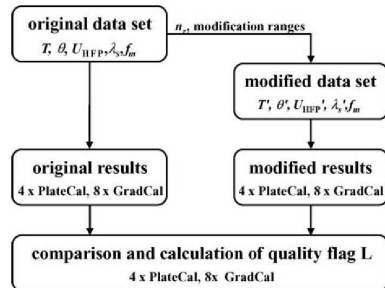 original data set
T, θ, U_HFP, λ_s, f_m
n_r, modification ranges
modified data set
T', θ', U_HFP', λ_s', f_m
original results
4 x PlateCal, 8 x GradCal
modified results
4 x PlateCal, 8 x GradCal
comparison and calculation of quality flag L
4 x PlateCal, 8x GradCal